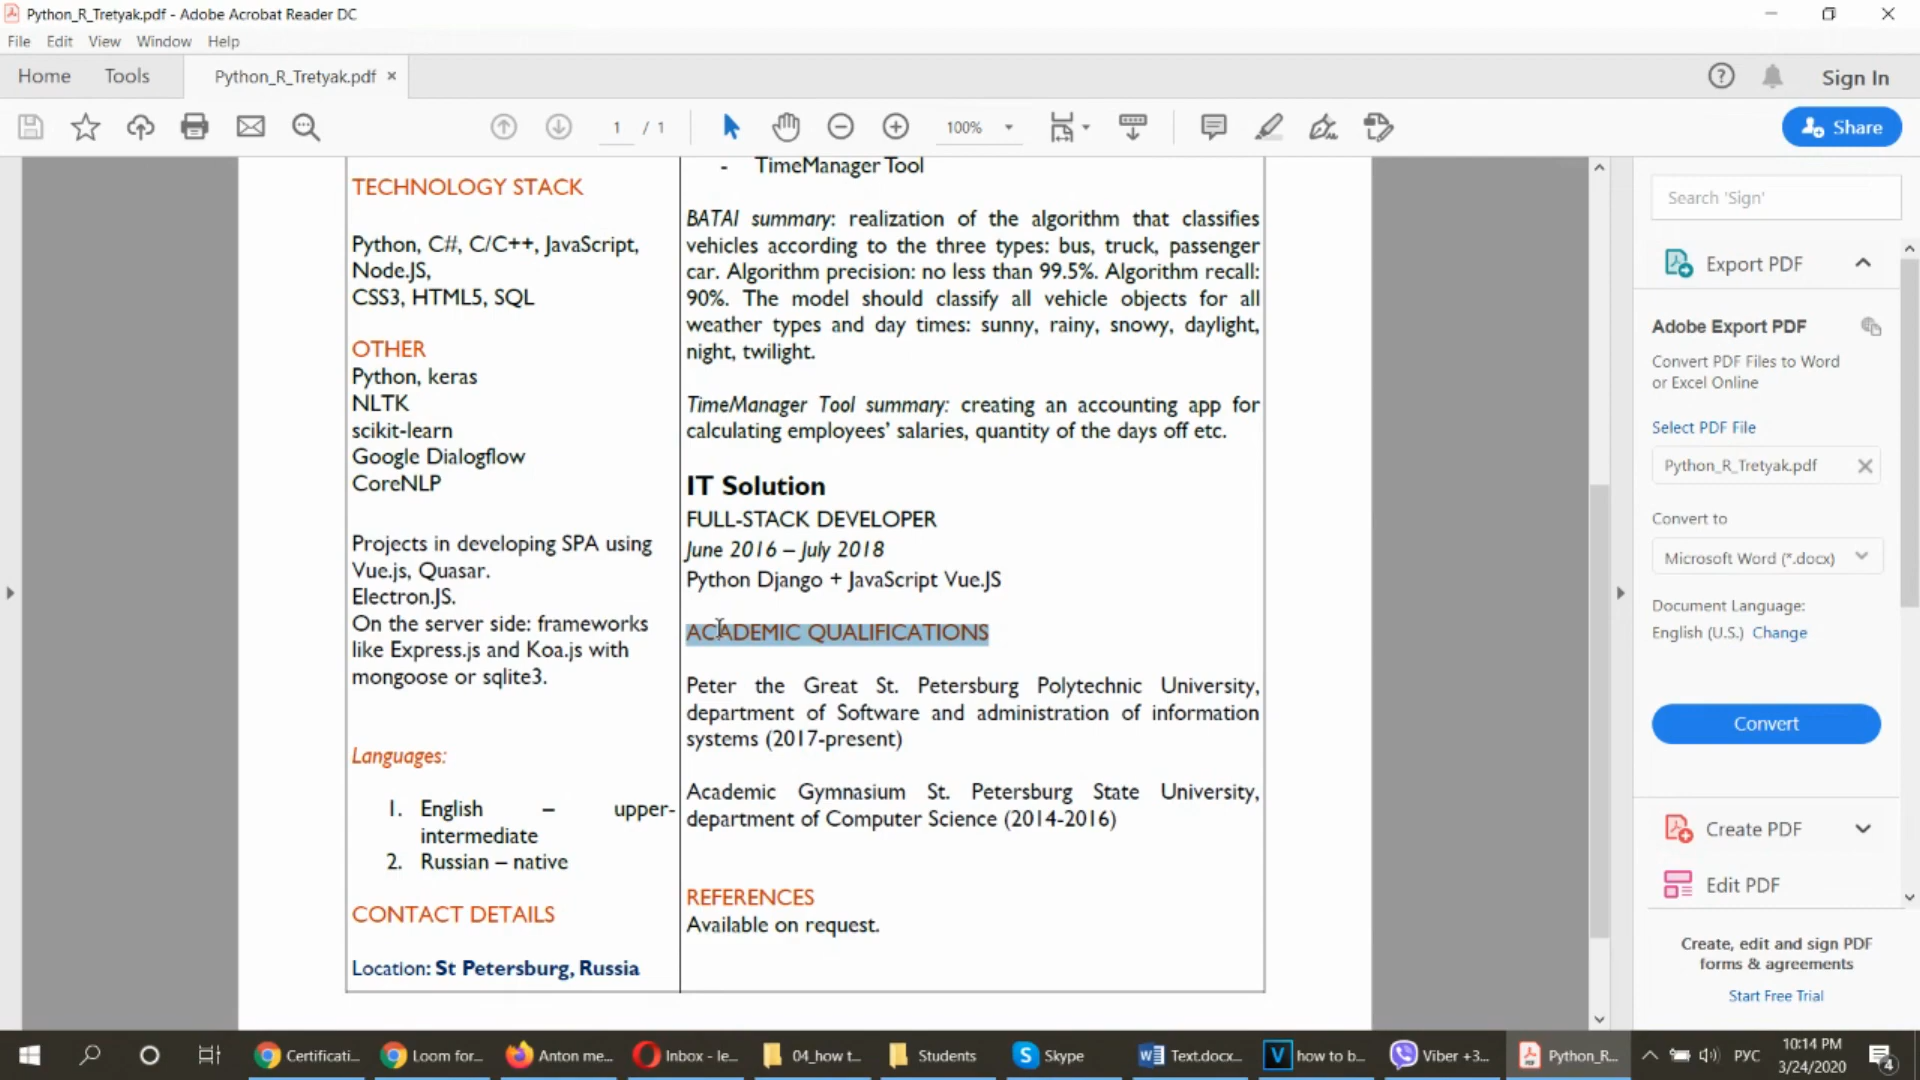 Python_R_Tretyak.pdf - Adobe Acrobat Reader DC
File Edit View Window Help
Home Tools Python_R_Tretyak.pdf × Sign In
1 / 1 100% Share
TECHNOLOGY STACK
Python, C#, C/C++, JavaScript,
Node.JS,
CSS3, HTML5, SQL
OTHER
Python, keras
NLTK
scikit-learn
Google Dialogflow
CoreNLP
Projects in developing SPA using
Vue.js, Quasar.
Electron.JS.
On the server side: frameworks
like Express.js and Koa.js with
mongoose or sqlite3.
Languages:
1. English – upper-
intermediate
2. Russian – native
CONTACT DETAILS
Location: St Petersburg, Russia
- TimeManager Tool
BATAI summary: realization of the algorithm that classifies
vehicles according to the three types: bus, truck, passenger
car. Algorithm precision: no less than 99.5%. Algorithm recall:
90%. The model should classify all vehicle objects for all
weather types and day times: sunny, rainy, snowy, daylight,
night, twilight.
TimeManager Tool summary: creating an accounting app for
calculating employees’ salaries, quantity of the days off etc.
IT Solution
FULL-STACK DEVELOPER
June 2016 – July 2018
Python Django + JavaScript Vue.JS
ACADEMIC QUALIFICATIONS
Peter the Great St. Petersburg Polytechnic University,
department of Software and administration of information
systems (2017-present)
Academic Gymnasium St. Petersburg State University,
department of Computer Science (2014-2016)
REFERENCES
Available on request.
Search 'Sign'
Export PDF
Adobe Export PDF
Convert PDF Files to Word
or Excel Online
Select PDF File
Python_R_Tretyak.pdf
Convert to
Microsoft Word (*.docx)
Document Language:
English (U.S.) Change
Convert
Create PDF
Edit PDF
Create, edit and sign PDF
forms & agreements
Start Free Trial
Certificati... Loom for... Anton me... Inbox - le... 04_how t... Students Skype Text.docx... how to b... Viber +3... Python_R... РУС 10:14 PM
3/24/2020
4